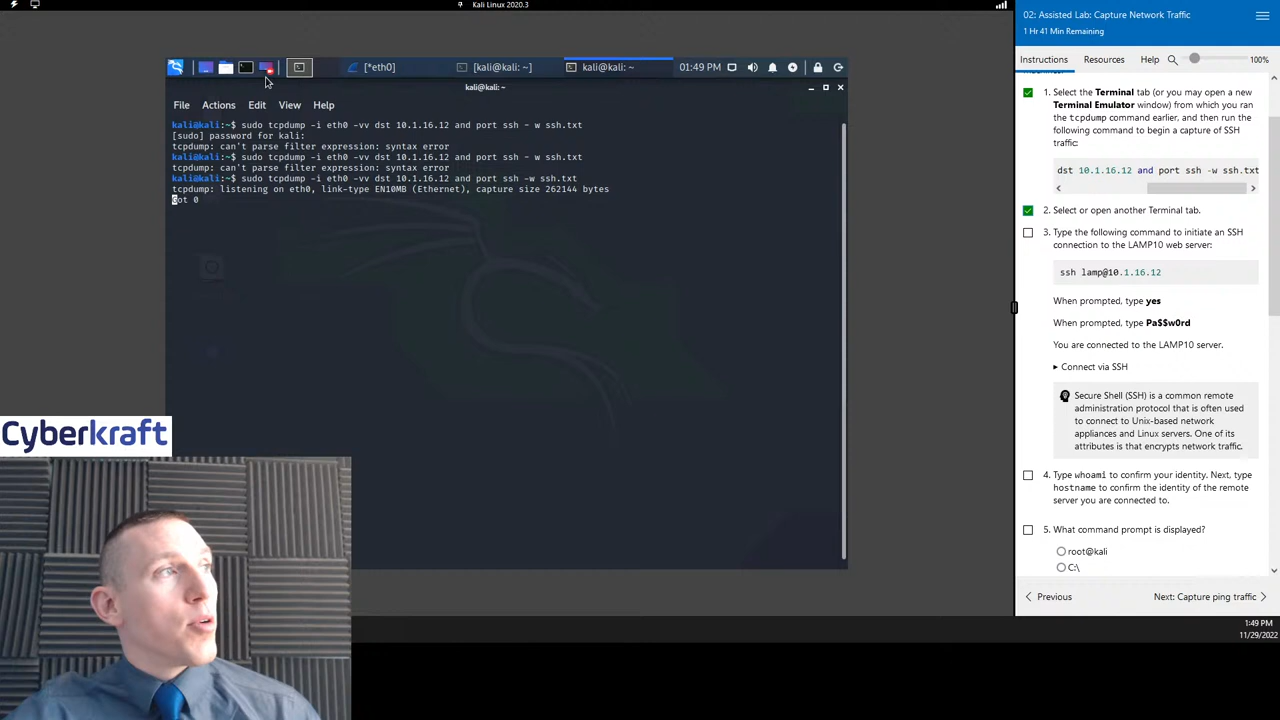 Kali Linux 2020.3
[*eth0]
[kali@kali: ~]
kali@kali: ~
01:49 PM
kali@kali: ~
File Actions Edit View Help
kali@kali:~$ sudo tcpdump -i eth0 -vv dst 10.1.16.12 and port ssh - w ssh.txt
[sudo] password for kali:
tcpdump: can't parse filter expression: syntax error
kali@kali:~$ sudo tcpdump -i eth0 -vv dst 10.1.16.12 and port ssh - w ssh.txt
tcpdump: can't parse filter expression: syntax error
kali@kali:~$ sudo tcpdump -i eth0 -vv dst 10.1.16.12 and port ssh -w ssh.txt
tcpdump: listening on eth0, link-type EN10MB (Ethernet), capture size 262144 bytes
Got 0
Cyberkraft
02: Assisted Lab: Capture Network Traffic
1 Hr 41 Min Remaining
Instructions Resources Help 100%
1. Select the Terminal tab (or you may open a new
Terminal Emulator window) from which you ran
the tcpdump command earlier, and then run the
following command to begin a capture of SSH
traffic:
dst 10.1.16.12 and port ssh -w ssh.txt
2. Select or open another Terminal tab.
3. Type the following command to initiate an SSH
connection to the LAMP10 web server:
ssh lamp@10.1.16.12
When prompted, type yes
When prompted, type Pa$$w0rd
You are connected to the LAMP10 server.
Connect via SSH
Secure Shell (SSH) is a common remote
administration protocol that is often used
to connect to Unix-based network
appliances and Linux servers. One of its
attributes is that encrypts network traffic.
4. Type whoami to confirm your identity. Next, type
hostname to confirm the identity of the remote
server you are connected to.
5. What command prompt is displayed?
root@kali
C:\
Previous
Next: Capture ping traffic
1:49 PM
11/29/2022